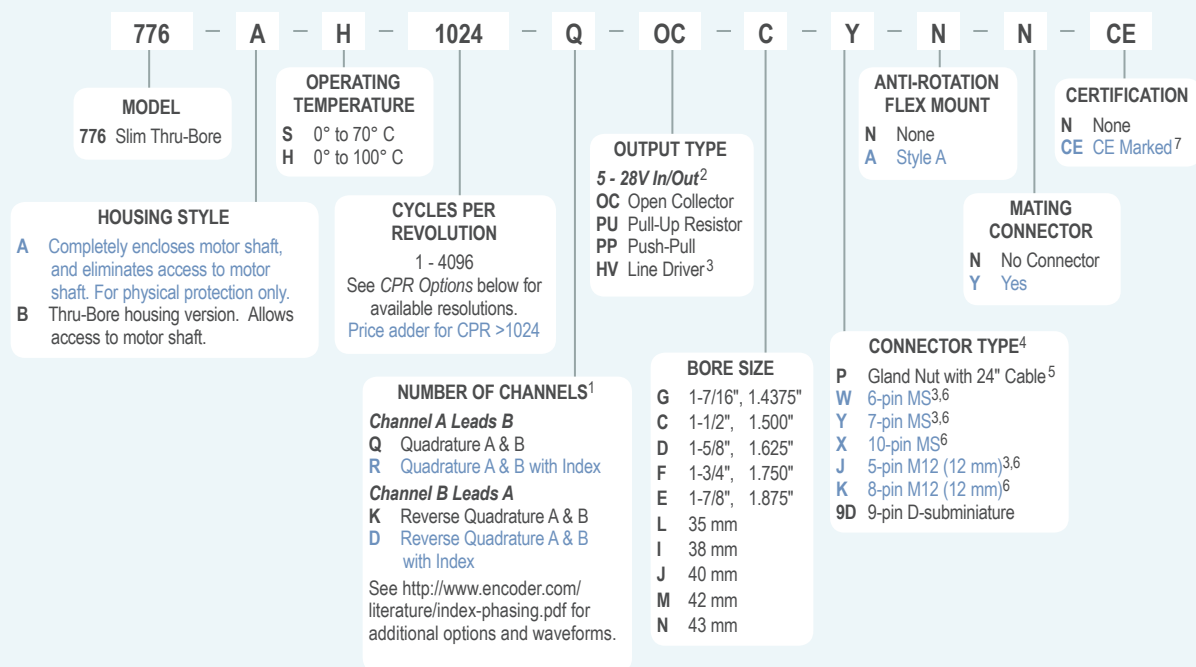 776 – A – H – 1024 – Q – OC – C – Y – N – N – CE
MODEL
776 Slim Thru-Bore
OPERATING
TEMPERATURE
S 0° to 70° C
H 0° to 100° C
HOUSING STYLE
A Completely encloses motor shaft,
and eliminates access to motor
shaft. For physical protection only.
B Thru-Bore housing version. Allows
access to motor shaft.
CYCLES PER
REVOLUTION
1 - 4096
See CPR Options below for
available resolutions.
Price adder for CPR >1024
NUMBER OF CHANNELS1
Channel A Leads B
Q Quadrature A & B
R Quadrature A & B with Index
Channel B Leads A
K Reverse Quadrature A & B
D Reverse Quadrature A & B
with Index
See http://www.encoder.com/
literature/index-phasing.pdf for
additional options and waveforms.
OUTPUT TYPE
5 - 28V In/Out2
OC Open Collector
PU Pull-Up Resistor
PP Push-Pull
HV Line Driver3
BORE SIZE
G 1-7/16", 1.4375"
C 1-1/2", 1.500"
D 1-5/8", 1.625"
F 1-3/4", 1.750"
E 1-7/8", 1.875"
L 35 mm
I 38 mm
J 40 mm
M 42 mm
N 43 mm
CONNECTOR TYPE4
P Gland Nut with 24" Cable5
W 6-pin MS3,6
Y 7-pin MS3,6
X 10-pin MS6
J 5-pin M12 (12 mm)3,6
K 8-pin M12 (12 mm)6
9D 9-pin D-subminiature
ANTI-ROTATION
FLEX MOUNT
N None
A Style A
MATING
CONNECTOR
N No Connector
Y Yes
CERTIFICATION
N None
CE CE Marked7